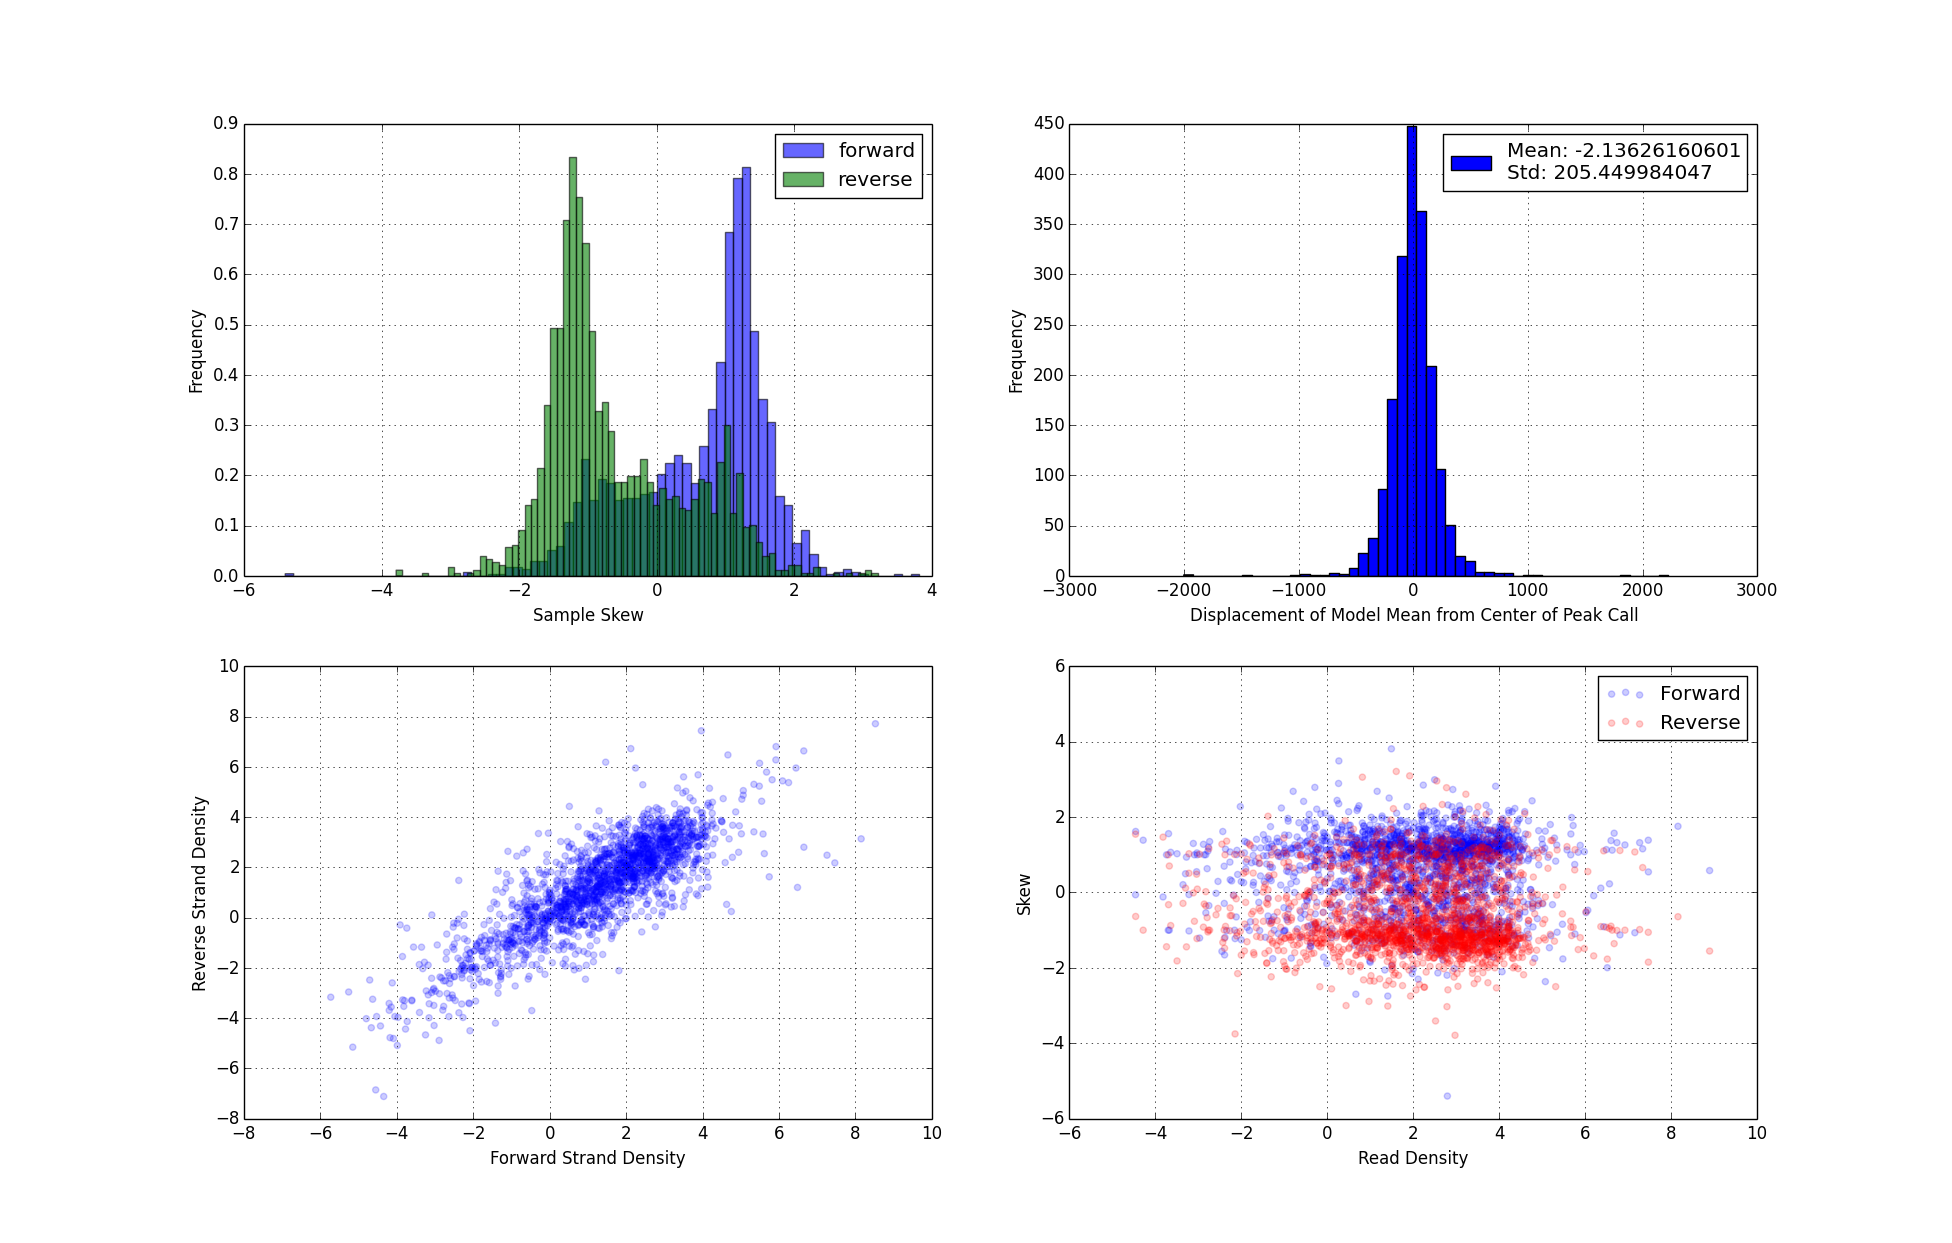 0.9
0.8
0.7
0.6
0.5
0.4
0.3
0.2
0.1
0.0
Frequency
−6 −4 −2 0 2 4
Sample Skew
forward
reverse
450
400
350
300
250
200
150
100
50
0
Frequency
−3000 −2000 −1000 0 1000 2000 3000
Displacement of Model Mean from Center of Peak Call
Mean: -2.13626160601
Std: 205.449984047
10
8
6
4
2
0
−2
−4
−6
−8
Reverse Strand Density
−8 −6 −4 −2 0 2 4 6 8 10
Forward Strand Density
6
4
2
0
−2
−4
−6
Skew
−6 −4 −2 0 2 4 6 8 10
Read Density
Forward
Reverse